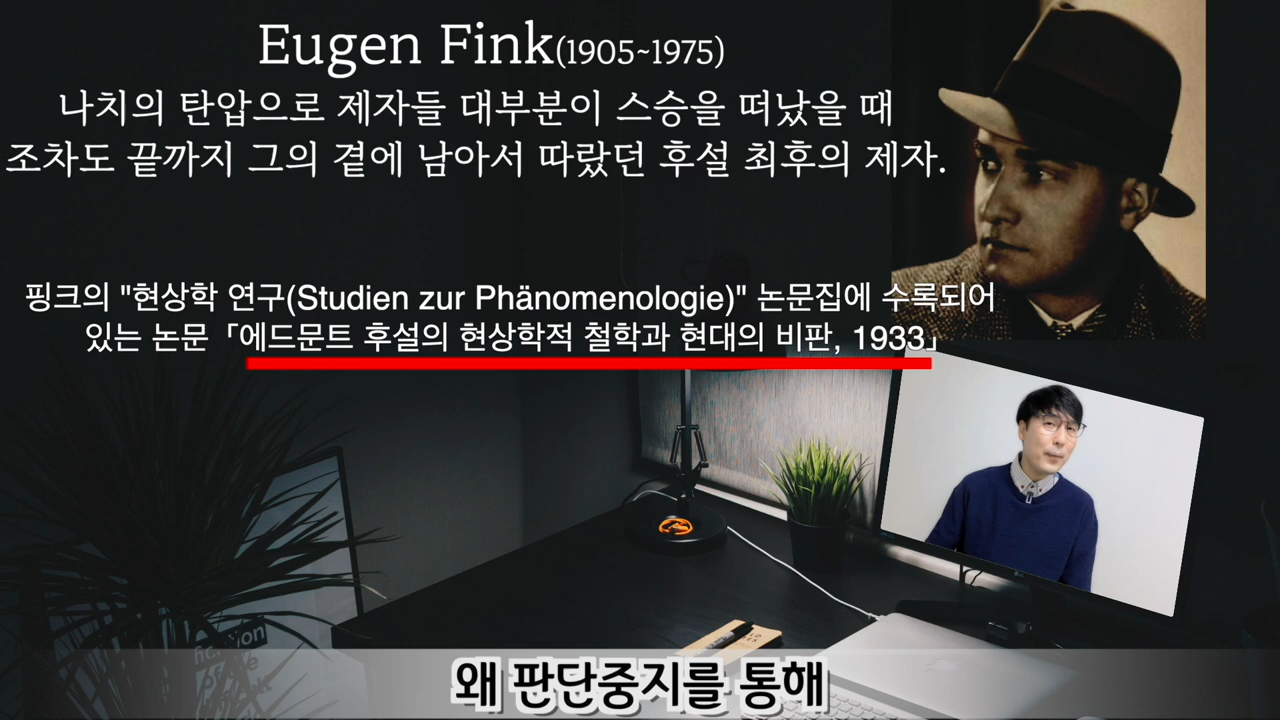 Eugen Fink(1905~1975)
나치의 탄압으로 제자들 대부분이 스승을 떠났을 때
조차도 끝까지 그의 곁에 남아서 따랐던 후설 최후의 제자.
핑크의 "현상학 연구(Studien zur Phänomenologie)" 논문집에 수록되어
있는 논문「에드문트 후설의 현상학적 철학과 현대의 비판, 1933」
왜 판단중지를 통해